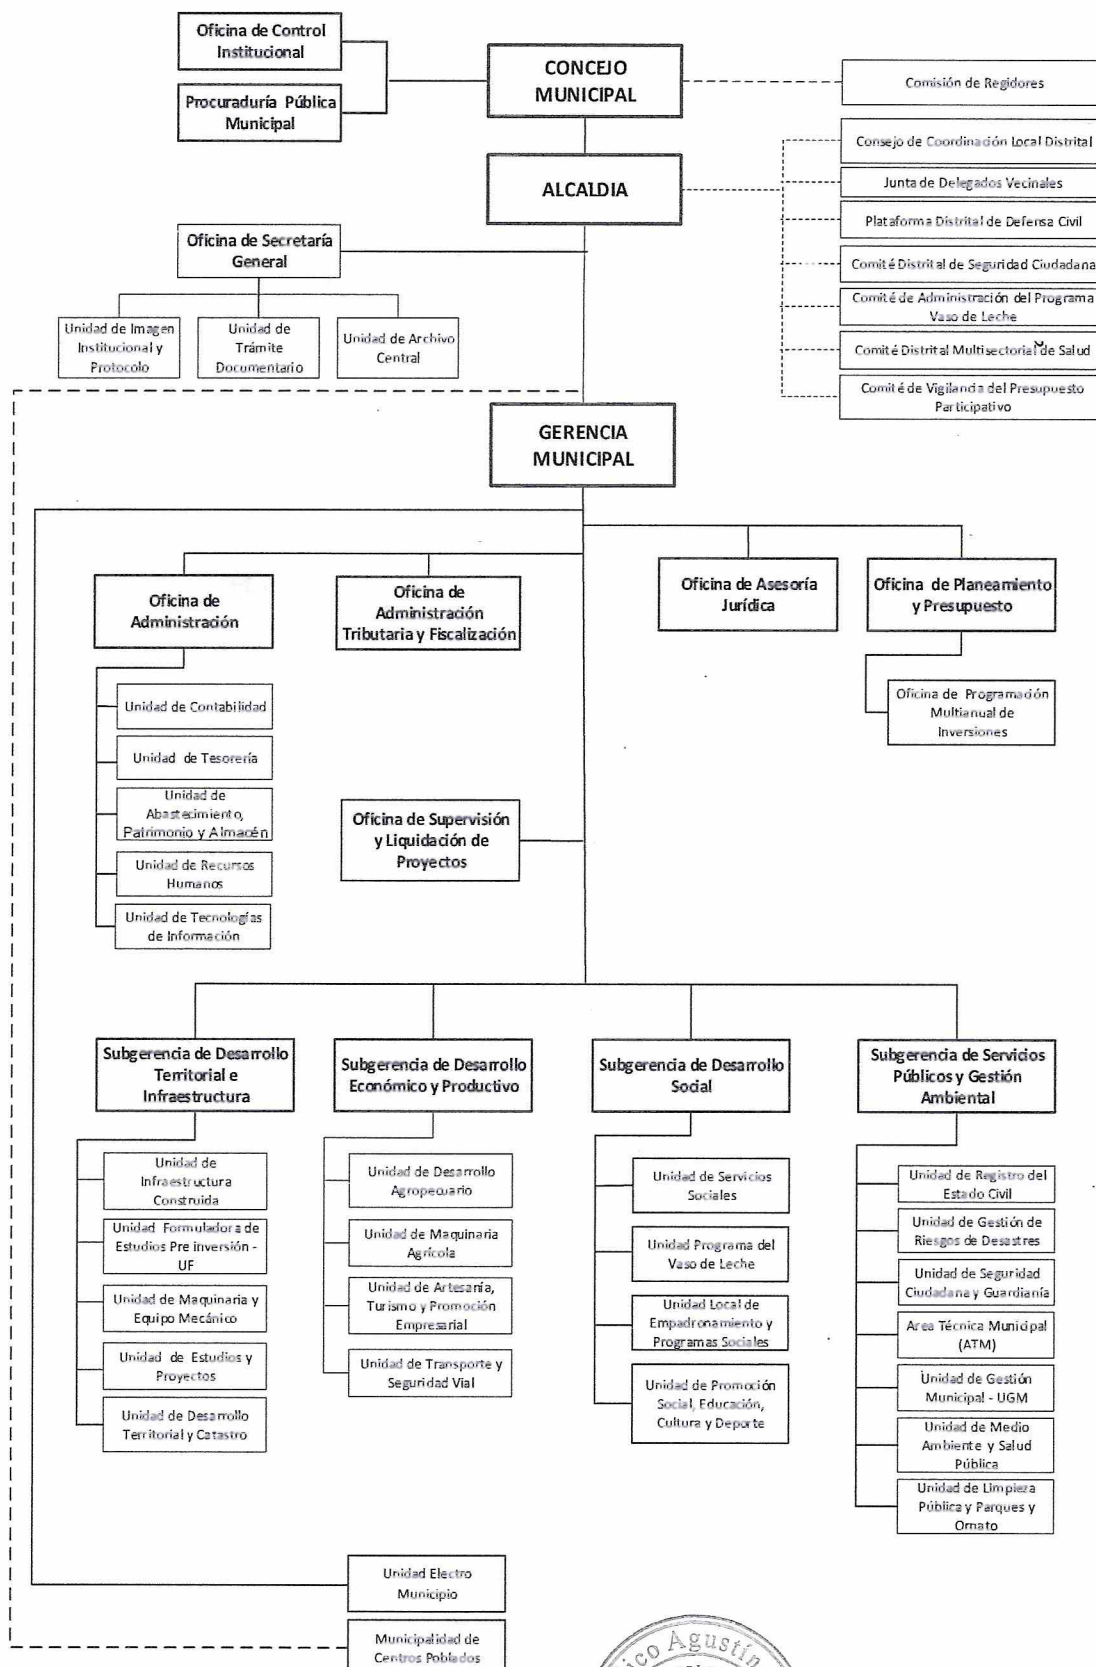 Oficina de Control
Institucional
Procuraduría Pública
Municipal
CONCEJO
MUNICIPAL
Comisión de Regidores
ALCALDIA
Consejo de Coordinación Local Distrital
Junta de Delegados Vecinales
Plataforma Distrital de Defensa Civil
Comité Distrital de Seguridad Ciudadana
Comité de Administración del Programa
Vaso de Leche
Comité Distrital Multisectorial de Salud
Comité de Vigilancia del Presupuesto
Participativo
Oficina de Secretaría
General
Unidad de Imagen
Institucional y
Protocolo
Unidad de
Trámite
Documentario
Unidad de Archivo
Central
GERENCIA
MUNICIPAL
Oficina de
Administración
Oficina de
Administración
Tributaria y Fiscalización
Oficina de Asesoría
Jurídica
Oficina de Planeamiento
y Presupuesto
Unidad de Contabilidad
Unidad de Tesorería
Unidad de
Abastecimiento,
Patrimonio y Almacén
Unidad de Recursos
Humanos
Unidad de Tecnologías
de Información
Oficina de Programación
Multianual de
Inversiones
Oficina de Supervisión
y Liquidación de
Proyectos
Subgerencia de Desarrollo
Territorial e
Infraestructura
Subgerencia de Desarrollo
Económico y Productivo
Subgerencia de Desarrollo
Social
Subgerencia de Servicios
Públicos y Gestión
Ambiental
Unidad de
Infraestructura
Construida
Unidad Formuladora de
Estudios Pre inversión -
UF
Unidad de Maquinaria y
Equipo Mecánico
Unidad de Estudios y
Proyectos
Unidad de Desarrollo
Territorial y Catastro
Unidad de Desarrollo
Agropecuario
Unidad de Maquinaria
Agrícola
Unidad de Artesanía,
Turismo y Promoción
Empresarial
Unidad de Transporte y
Seguridad Vial
Unidad de Servicios
Sociales
Unidad Programa del
Vaso de Leche
Unidad Local de
Empadronamiento y
Programas Sociales
Unidad de Promoción
Social, Educación,
Cultura y Deporte
Unidad de Registro del
Estado Civil
Unidad de Gestión de
Riesgos de Desastres
Unidad de Seguridad
Ciudadana y Guardianía
Area Técnica Municipal
(ATM)
Unidad de Gestión
Municipal - UGM
Unidad de Medio
Ambiente y Salud
Pública
Unidad de Limpieza
Pública y Parques y
Ornato
Unidad Electro
Municipio
Municipalidad de
Centros Poblados
ico Agustín